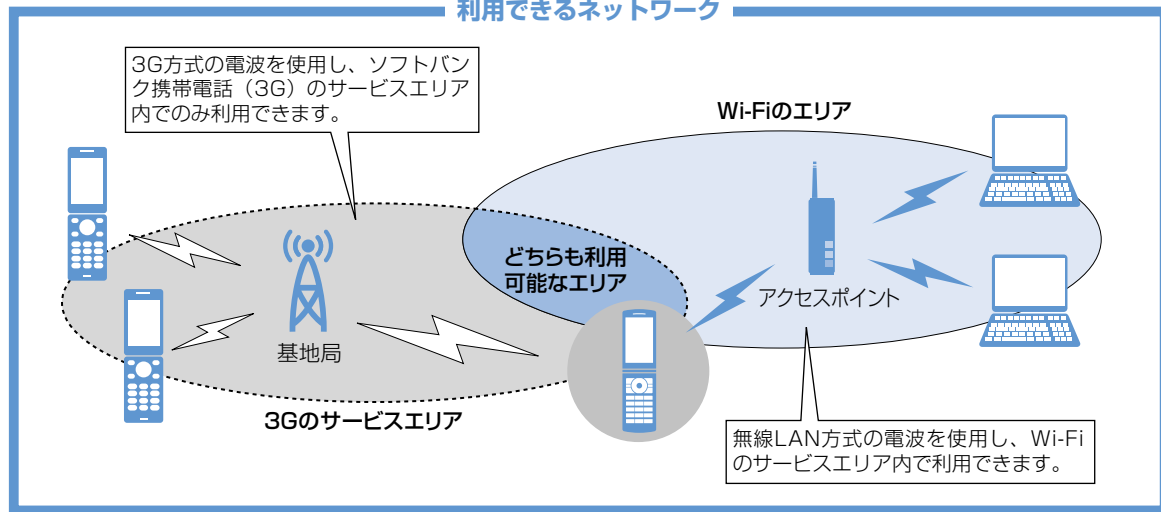 利用できるネットワーク
3G方式の電波を使用し、ソフトバン
ク携帯電話（3G）のサービスエリア
内でのみ利用できます。
Wi-Fiのエリア
どちらも利用
可能なエリア
アクセスポイント
基地局
3Gのサービスエリア
無線LAN方式の電波を使用し、Wi-Fi
のサービスエリア内で利用できます。